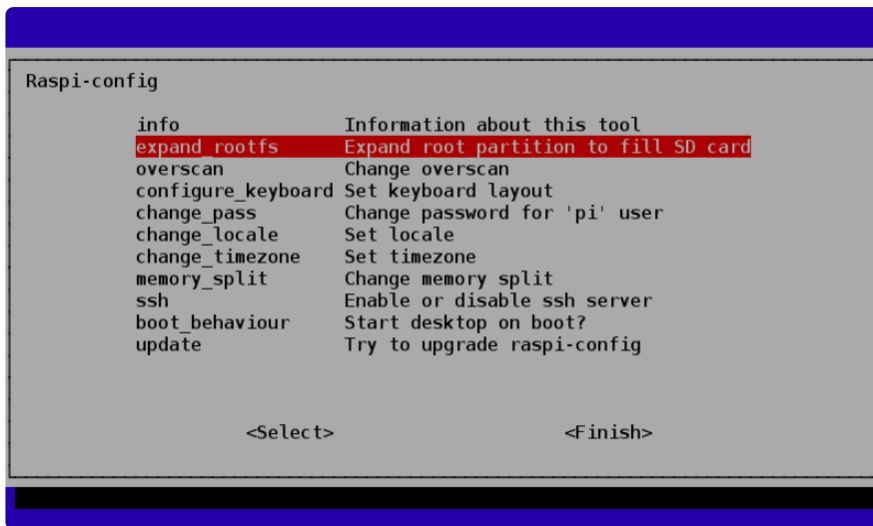 Raspi-config
info Information about this tool
expand_rootfs Expand root partition to fill SD card
overscan Change overscan
configure_keyboard Set keyboard layout
change_pass Change password for 'pi' user
change_locale Set locale
change_timezone Set timezone
memory_split Change memory split
ssh Enable or disable ssh server
boot_behaviour Start desktop on boot?
update Try to upgrade raspi-config
<Select> <Finish>